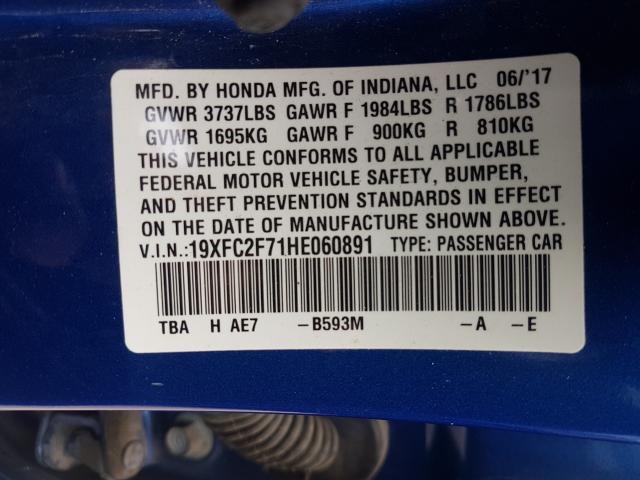 MFD. BY HONDA MFG. OF INDIANA, LLC 06/'17
GVWR 3737LBS GAWR F 1984LBS R 1786LBS
GVWR 1695KG GAWR F 900KG R 810KG
THIS VEHICLE CONFORMS TO ALL APPLICABLE
FEDERAL MOTOR VEHICLE SAFETY, BUMPER,
AND THEFT PREVENTION STANDARDS IN EFFECT
ON THE DATE OF MANUFACTURE SHOWN ABOVE.
V.I.N.:19XFC2F71HE060891 TYPE: PASSENGER CAR
TBA H AE7 -B593M -A -E